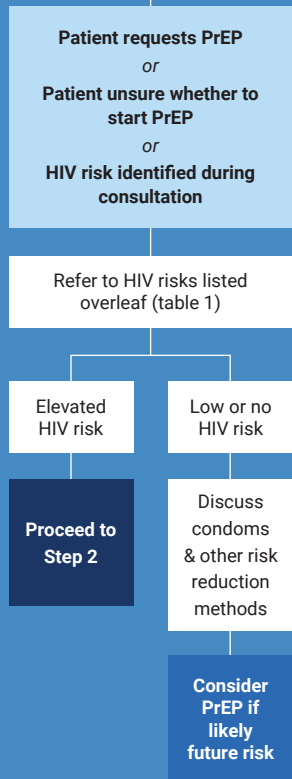 Patient requests PrEP
or
Patient unsure whether to
start PrEP
or
HIV risk identified during
consultation
Refer to HIV risks listed
overleaf (table 1)
Elevated
HIV risk
Low or no
HIV risk
Proceed to
Step 2
Discuss
condoms
& other risk
reduction
methods
Consider
PrEP if
likely
future risk